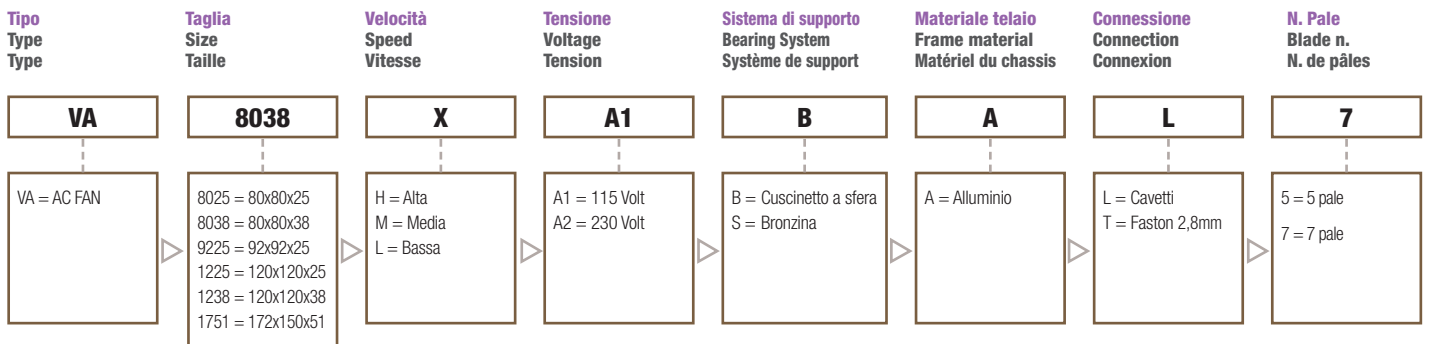 Tipo
Type
Type
Taglia
Size
Taille
Velocità
Speed
Vitesse
Tensione
Voltage
Tension
Sistema di supporto
Bearing System
Système de support
Materiale telaio
Frame material
Matériel du chassis
Connessione
Connection
Connexion
N. Pale
Blade n.
N. de pâles
VA
8038
X
A1
B
A
L
7
VA = AC FAN
8025 = 80x80x25
8038 = 80x80x38
9225 = 92x92x25
1225 = 120x120x25
1238 = 120x120x38
1751 = 172x150x51
H = Alta
M = Media
L = Bassa
A1 = 115 Volt
A2 = 230 Volt
B = Cuscinetto a sfera
S = Bronzina
A = Alluminio
L = Cavetti
T = Faston 2,8mm
5 = 5 pale
7 = 7 pale